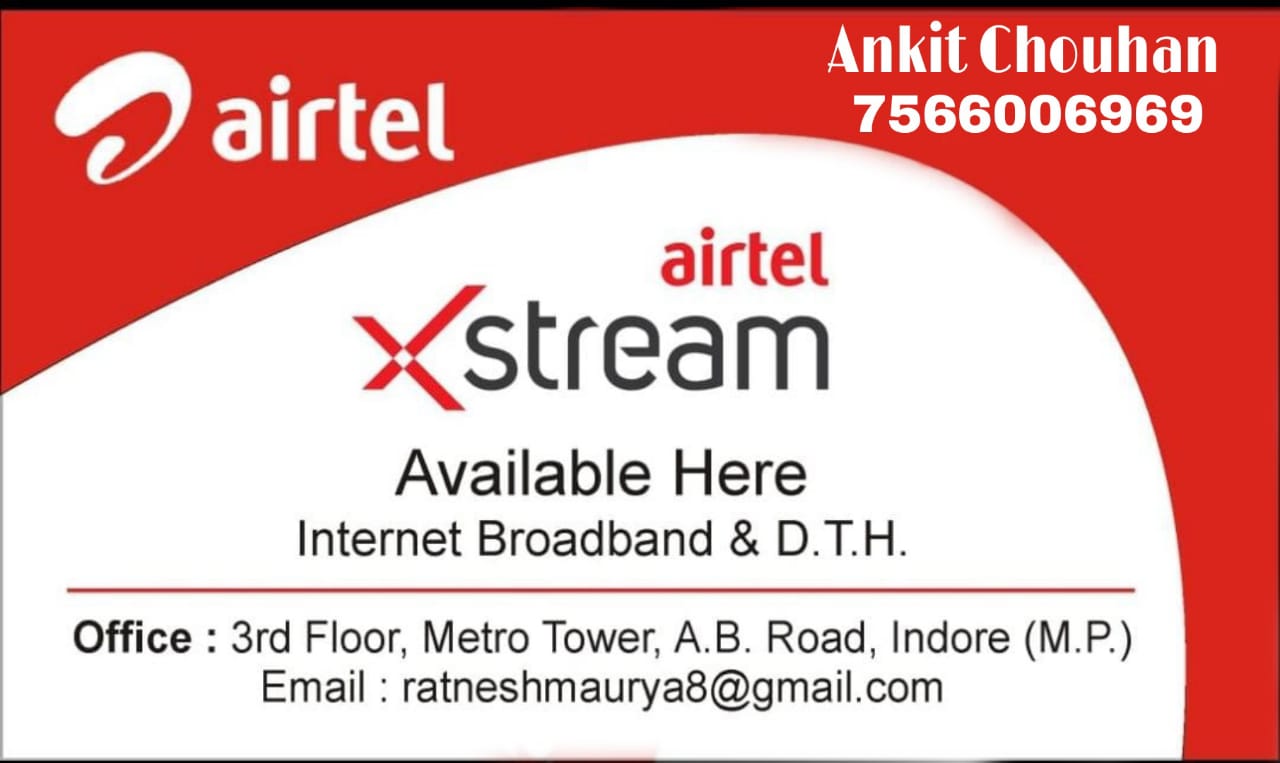 airtel
Ankit Chouhan
7566006969
airtel
Xstream
Available Here
Internet Broadband & D.T.H.
Office : 3rd Floor, Metro Tower, A.B. Road, Indore (M.P.)
Email : ratneshmaurya8@gmail.com